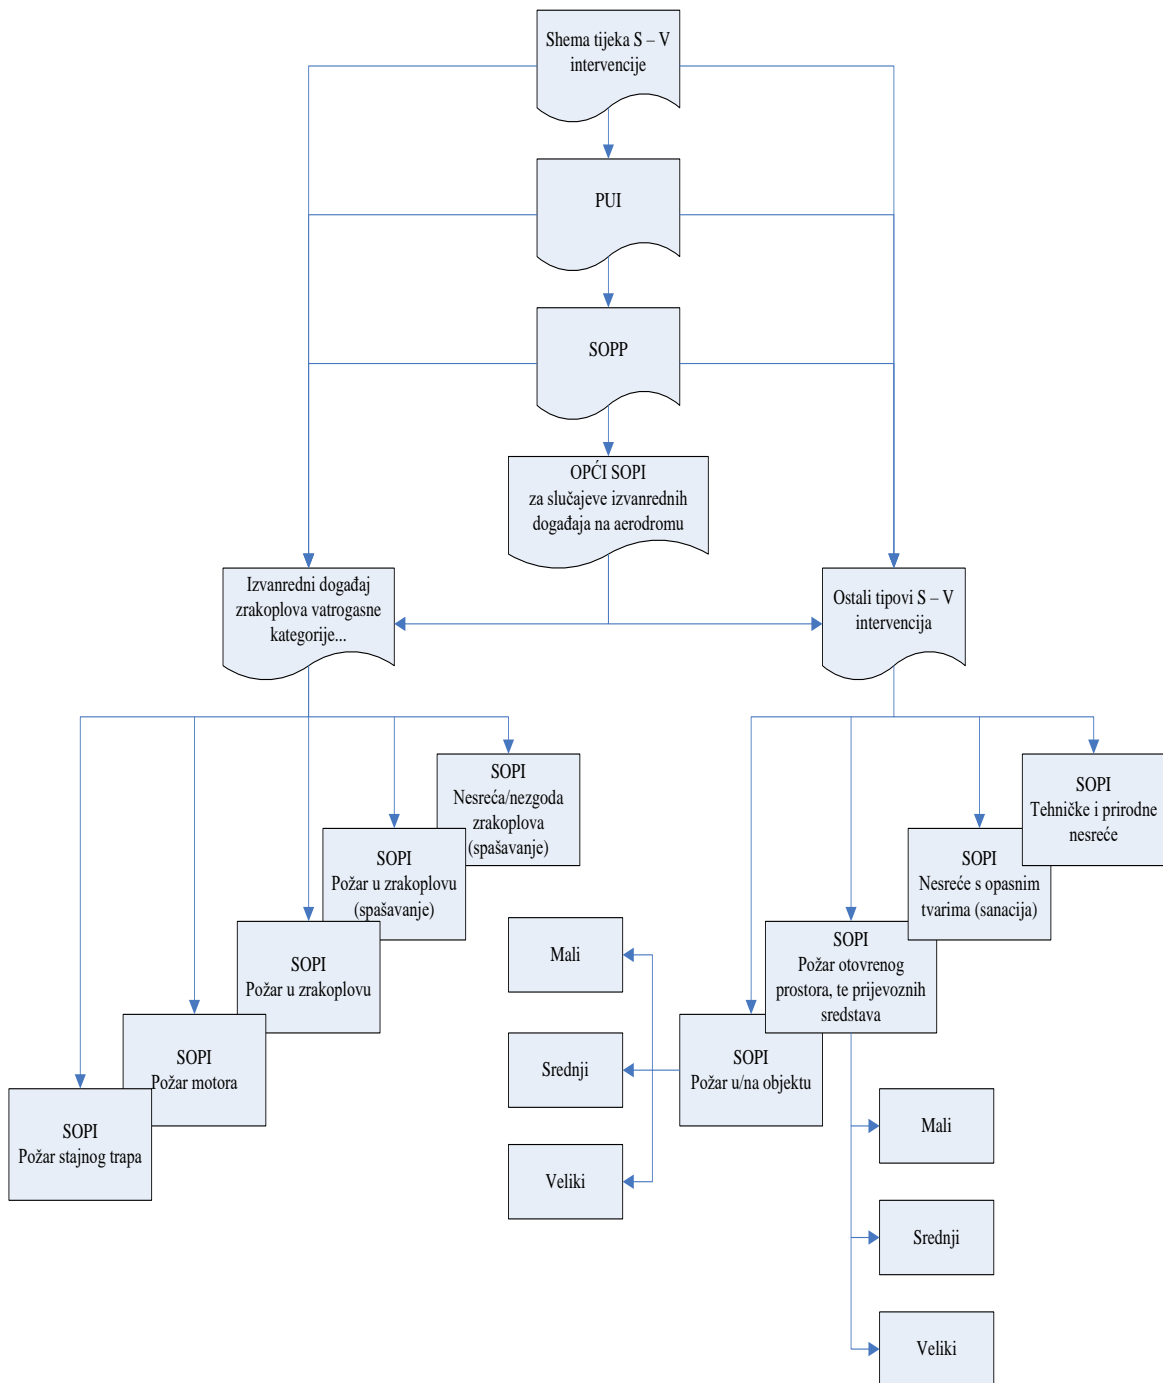 Shema tijeka S – V
intervencije
PUI
SOPP
OPĆI SOPI
za slučajeve izvanrednih
događaja na aerodromu
Izvanredni događaj
zrakoplova vatrogasne
kategorije...
Ostali tipovi S – V
intervencija
SOPI
Nesreća/nezgoda
zrakoplova
(spašavanje)
SOPI
Požar u zrakoplovu
(spašavanje)
SOPI
Požar u zrakoplovu
SOPI
Požar motora
SOPI
Požar stajnog trapa
SOPI
Tehničke i prirodne
nesreće
SOPI
Nesreće s opasnim
tvarima (sanacija)
SOPI
Požar otovrenog
prostora, te prijevoznih
sredstava
SOPI
Požar u/na objektu
Mali
Srednji
Veliki
Mali
Srednji
Veliki